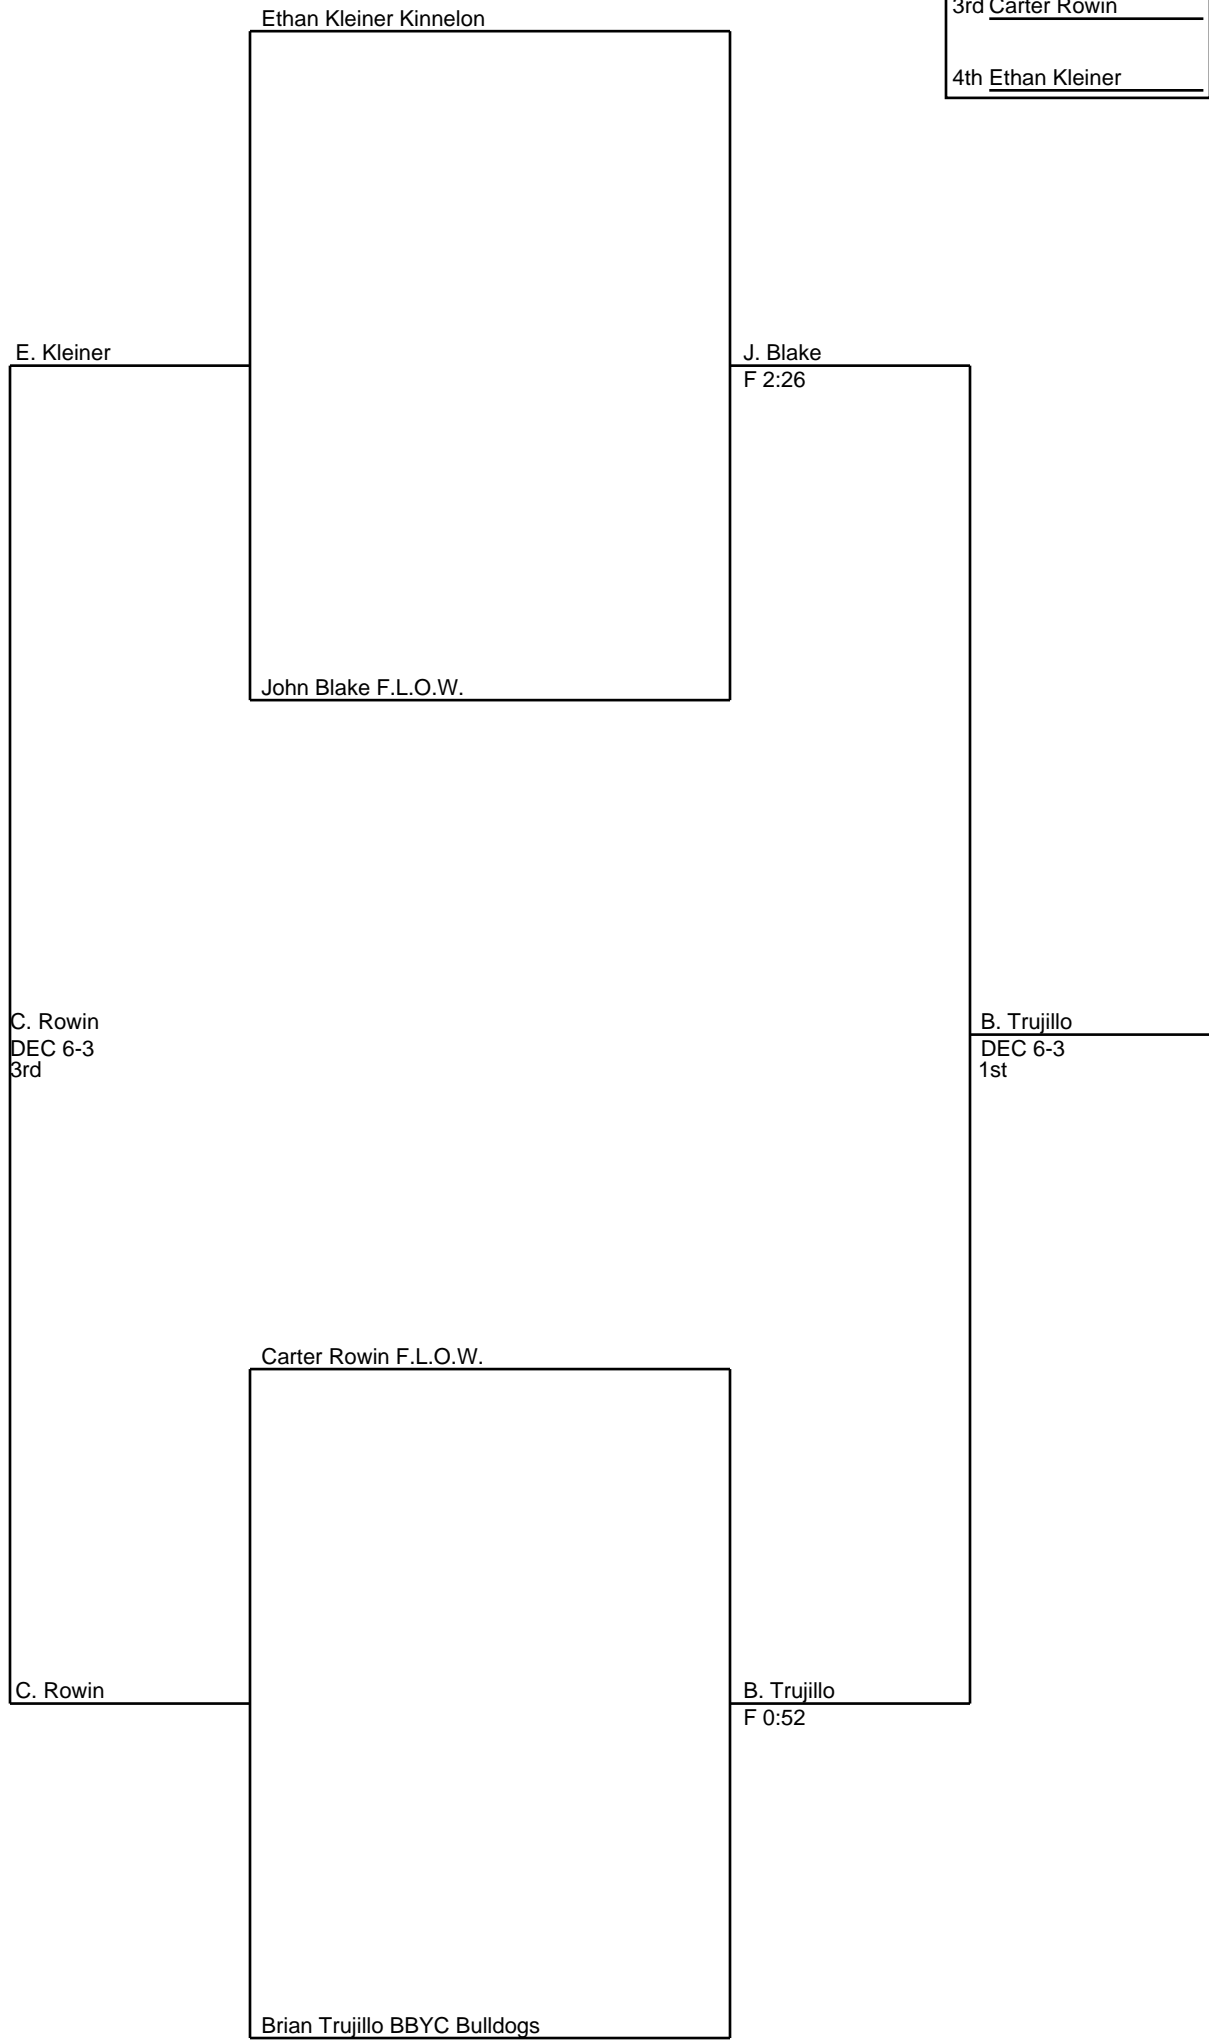 Ethan Kleiner Kinnelon
3rd Carter Rowin
4th Ethan Kleiner
E. Kleiner
J. Blake
F 2:26
John Blake F.L.O.W.
C. Rowin
DEC 6-3
3rd
B. Trujillo
DEC 6-3
1st
Carter Rowin F.L.O.W.
C. Rowin
B. Trujillo
F 0:52
Brian Trujillo BBYC Bulldogs